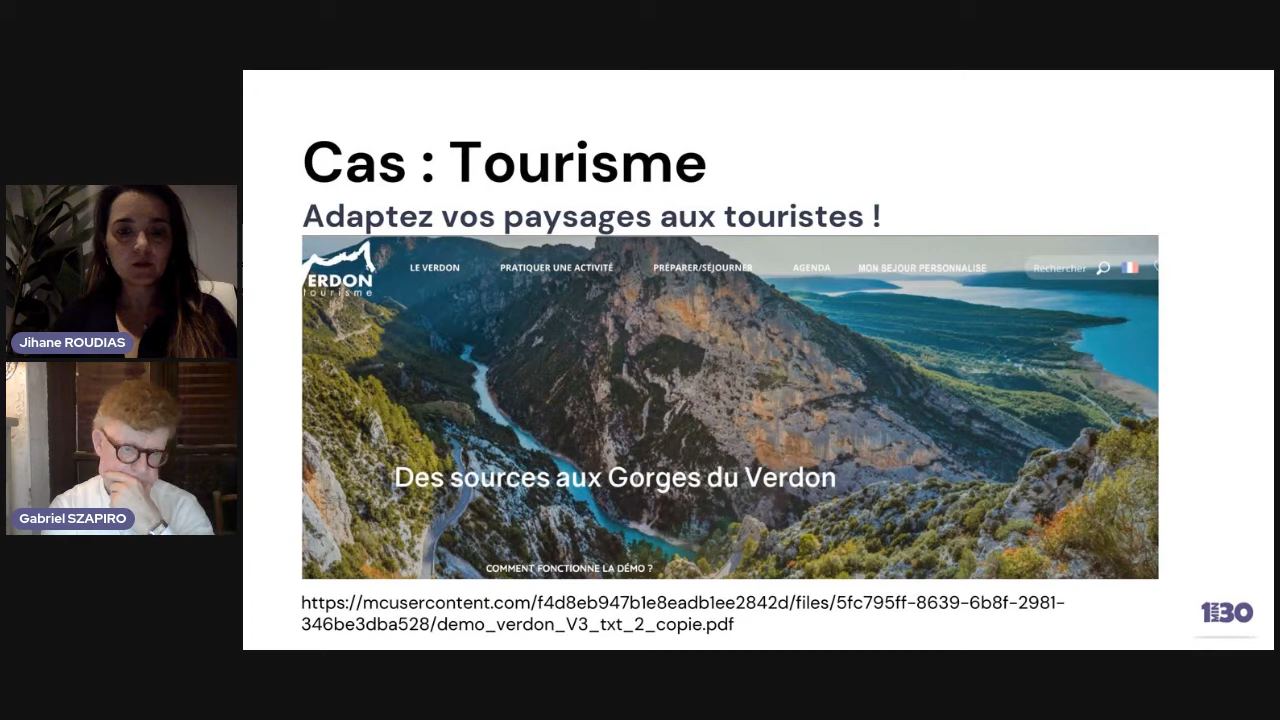 Cas : Tourisme
Adaptez vos paysages aux touristes !
VERDON
tourisme
LE VERDON
PRATIQUER UNE ACTIVITÉ
PRÉPARER/SÉJOURNER
AGENDA
MON SEJOUR PERSONNALISE
Rechercher
Jihane ROUDIAS
Des sources aux Gorges du Verdon
Gabriel SZAPIRO
COMMENT FONCTIONNE LA DÉMO ?
https://mcusercontent.com/f4d8eb947b1e8eadb1ee2842d/files/5fc795ff-8639-6b8f-2981-
346be3dba528/demo_verdon_V3_txt_2_copie.pdf
1MIN30